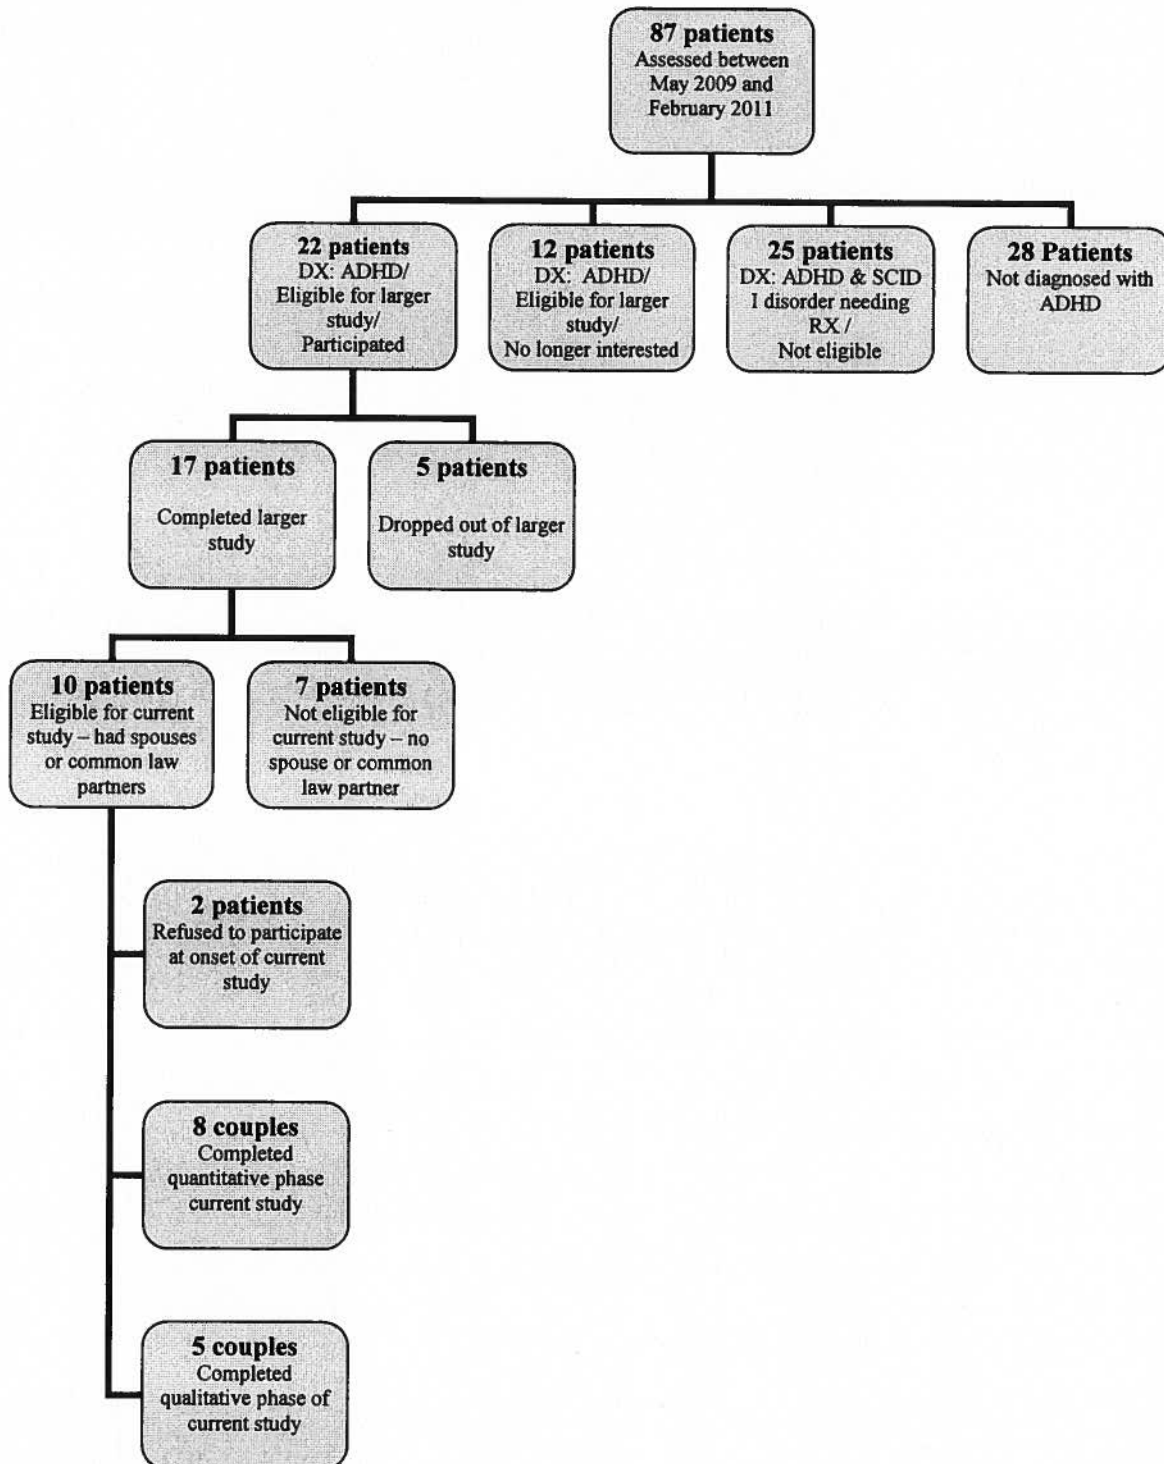 87 patients
Assessed between
May 2009 and
February 2011
22 patients
DX: ADHD/
Eligible for larger
study/
Participated
12 patients
DX: ADHD/
Eligible for larger
study/
No longer interested
25 patients
DX: ADHD & SCID
I disorder needing
RX /
Not eligible
28 Patients
Not diagnosed with
ADHD
17 patients
Completed larger
study
5 patients
Dropped out of larger
study
10 patients
Eligible for current
study – had spouses
or common law
partners
7 patients
Not eligible for
current study – no
spouse or common
law partner
2 patients
Refused to participate
at onset of current
study
8 couples
Completed
quantitative phase
current study
5 couples
Completed
qualitative phase of
current study